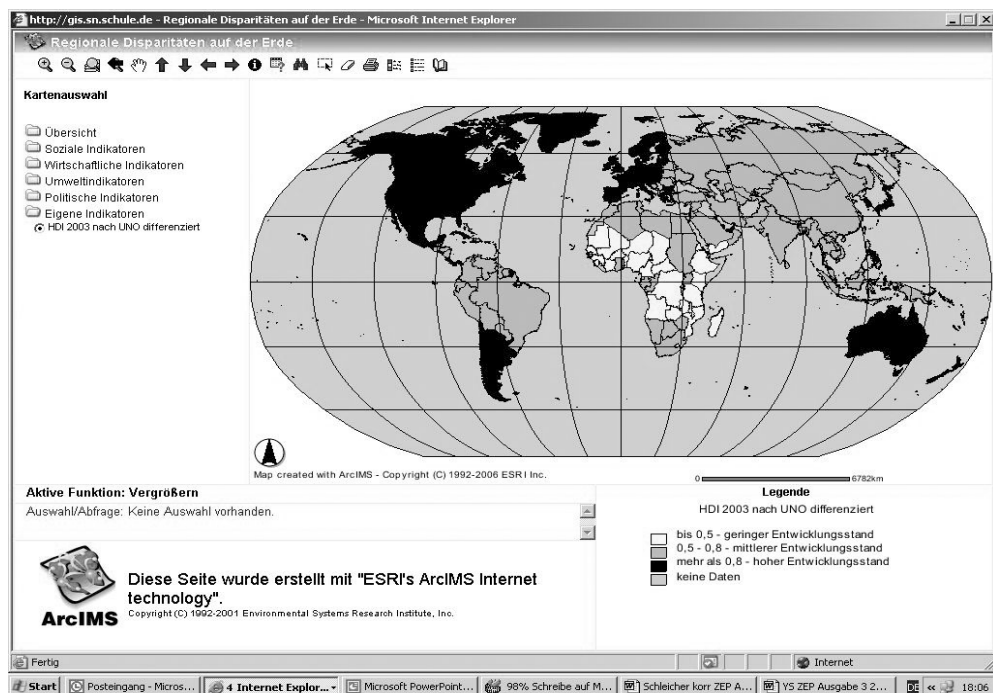 http://gis.sn.schule.de - Regionale Disparitäten auf der Erde - Microsoft Internet Explorer
Regionale Disparitäten auf der Erde
Kartenauswahl
Übersicht
Soziale Indikatoren
Wirtschaftliche Indikatoren
Umweltindikatoren
Politische Indikatoren
Eigene Indikatoren
HDI 2003 nach UNO differenziert
Map created with ArcIMS - Copyright (C) 1992-2006 ESRI Inc.
0 6782km
Aktive Funktion: Vergrößern
Auswahl/Abfrage: Keine Auswahl vorhanden.
Legende
HDI 2003 nach UNO differenziert
bis 0,5 - geringer Entwicklungsstand
0,5 - 0,8 - mittlerer Entwicklungsstand
mehr als 0,8 - hoher Entwicklungsstand
keine Daten
ArcIMS
Diese Seite wurde erstellt mit "ESRI's ArcIMS Internet
technology".
Copyright (C) 1992-2001 Environmental Systems Research Institute, Inc.
Fertig
Internet
Start Posteingang - Micros... 4 Internet Explor... Microsoft PowerPoint... 98% Schreibe auf M... Schleicher korr ZEP A... YS ZEP Ausgabe 3 2... DE « 18:06